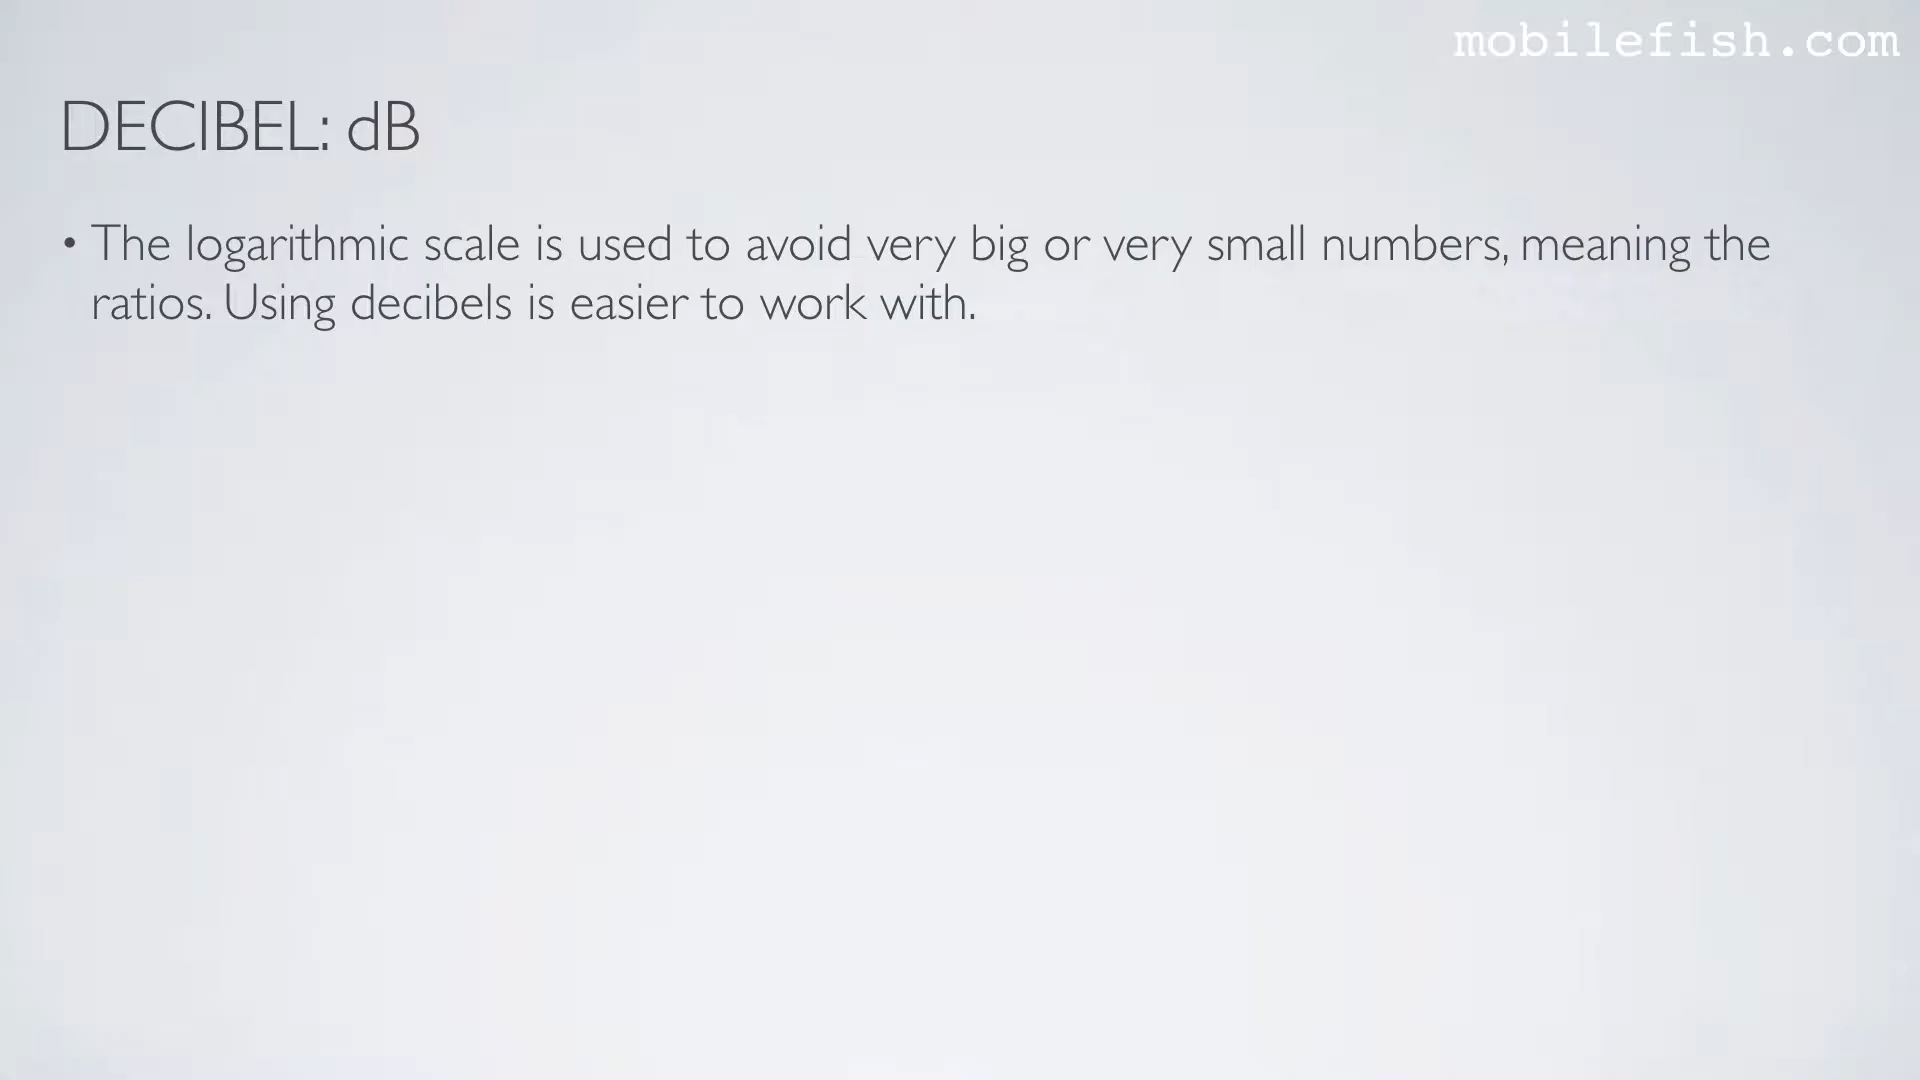 mobilefish.com
DECIBEL: dB
• The logarithmic scale is used to avoid very big or very small numbers, meaning the
ratios. Using decibels is easier to work with.